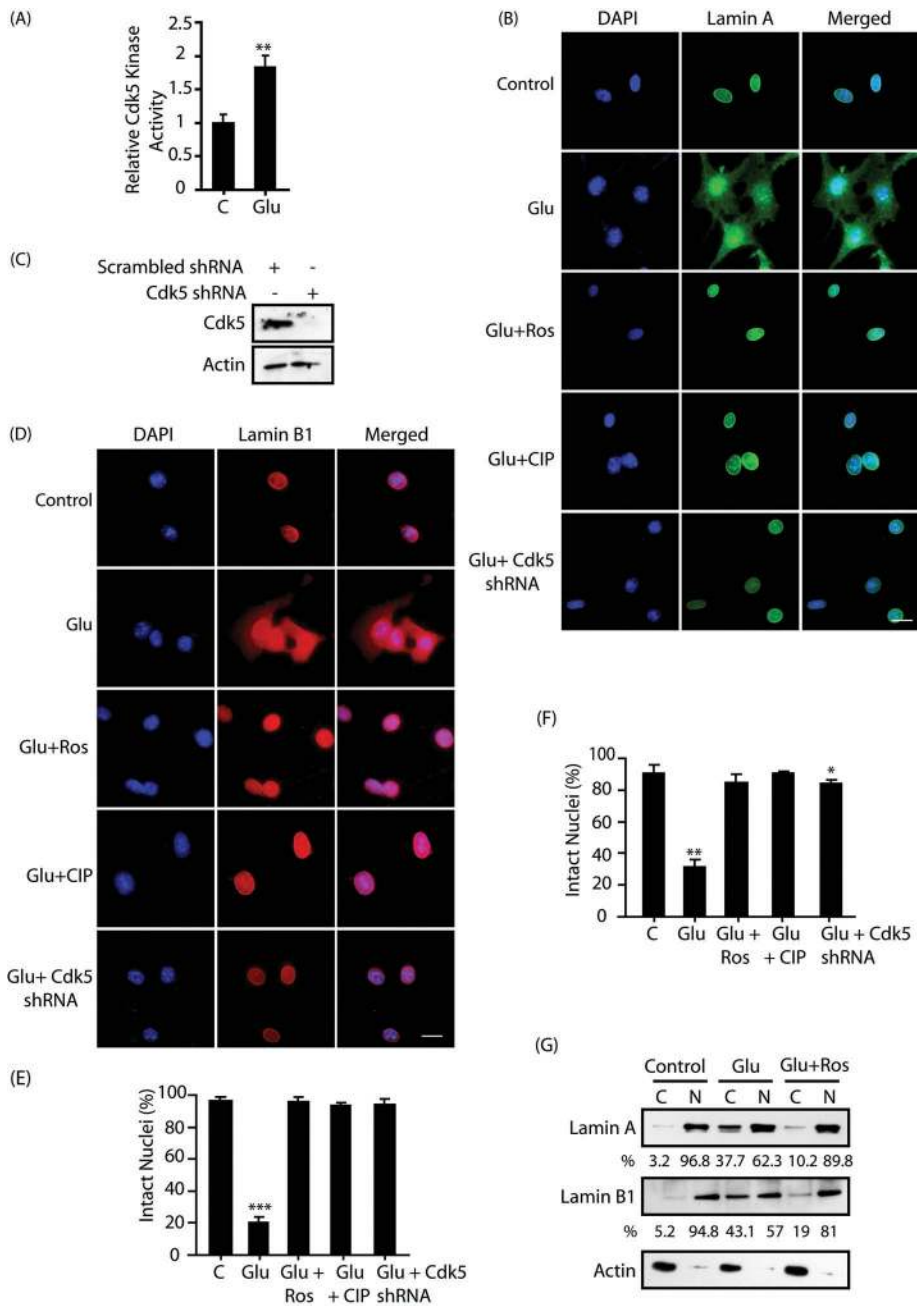 (A)
Relative Cdk5 Kinase
Activity
2.5
2
1.5
1
0.5
0
**
C Glu
(B)
DAPI Lamin A Merged
Control
Glu
Glu+Ros
Glu+CIP
Glu+ Cdk5
shRNA
(C)
Scrambled shRNA + -
Cdk5 shRNA - +
Cdk5
Actin
(D)
DAPI Lamin B1 Merged
Control
Glu
Glu+Ros
Glu+CIP
Glu+ Cdk5
shRNA
(E)
Intact Nuclei (%)
100
80
60
40
20
0
***
C Glu Glu + Glu Glu + Cdk5
Ros + CIP shRNA
(F)
Intact Nuclei (%)
100
80
60
40
20
0
**
*
C Glu Glu + Glu Glu + Cdk5
Ros + CIP shRNA
(G)
Control Glu Glu+Ros
C N C N C N
Lamin A
% 3.2 96.8 37.7 62.3 10.2 89.8
Lamin B1
% 5.2 94.8 43.1 57 19 81
Actin